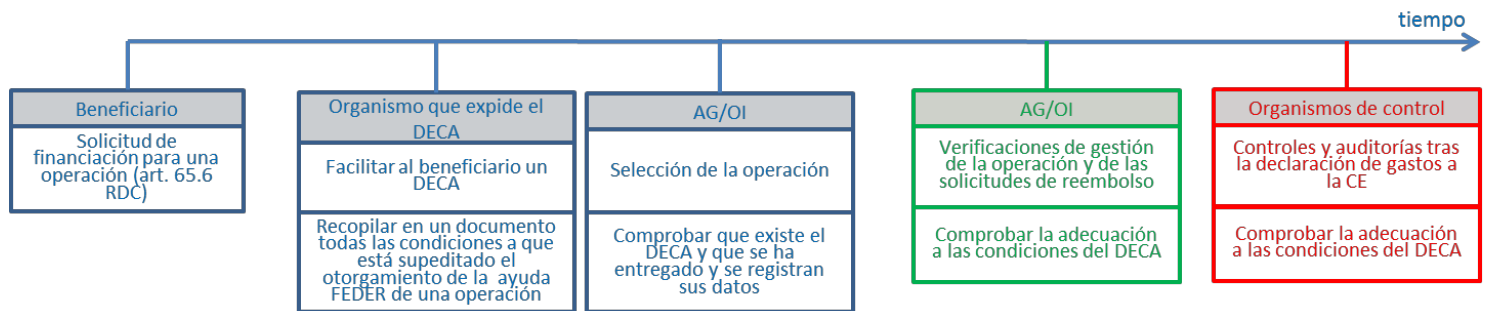 tiempo
Beneficiario
Solicitud de
financiación para una
operación (art. 65.6
RDC)
Organismo que expide el
DECA
Facilitar al beneficiario un
DECA
Recopilar en un documento
todas las condiciones a que
está supeditado el
otorgamiento de la ayuda
FEDER de una operación
AG/OI
Selección de la operación
Comprobar que existe el
DECA y que se ha
entregado y se registran
sus datos
AG/OI
Verificaciones de gestión
de la operación y de las
solicitudes de reembolso
Comprobar la adecuación
a las condiciones del DECA
Organismos de control
Controles y auditorías tras
la declaración de gastos a
la CE
Comprobar la adecuación
a las condiciones del DECA